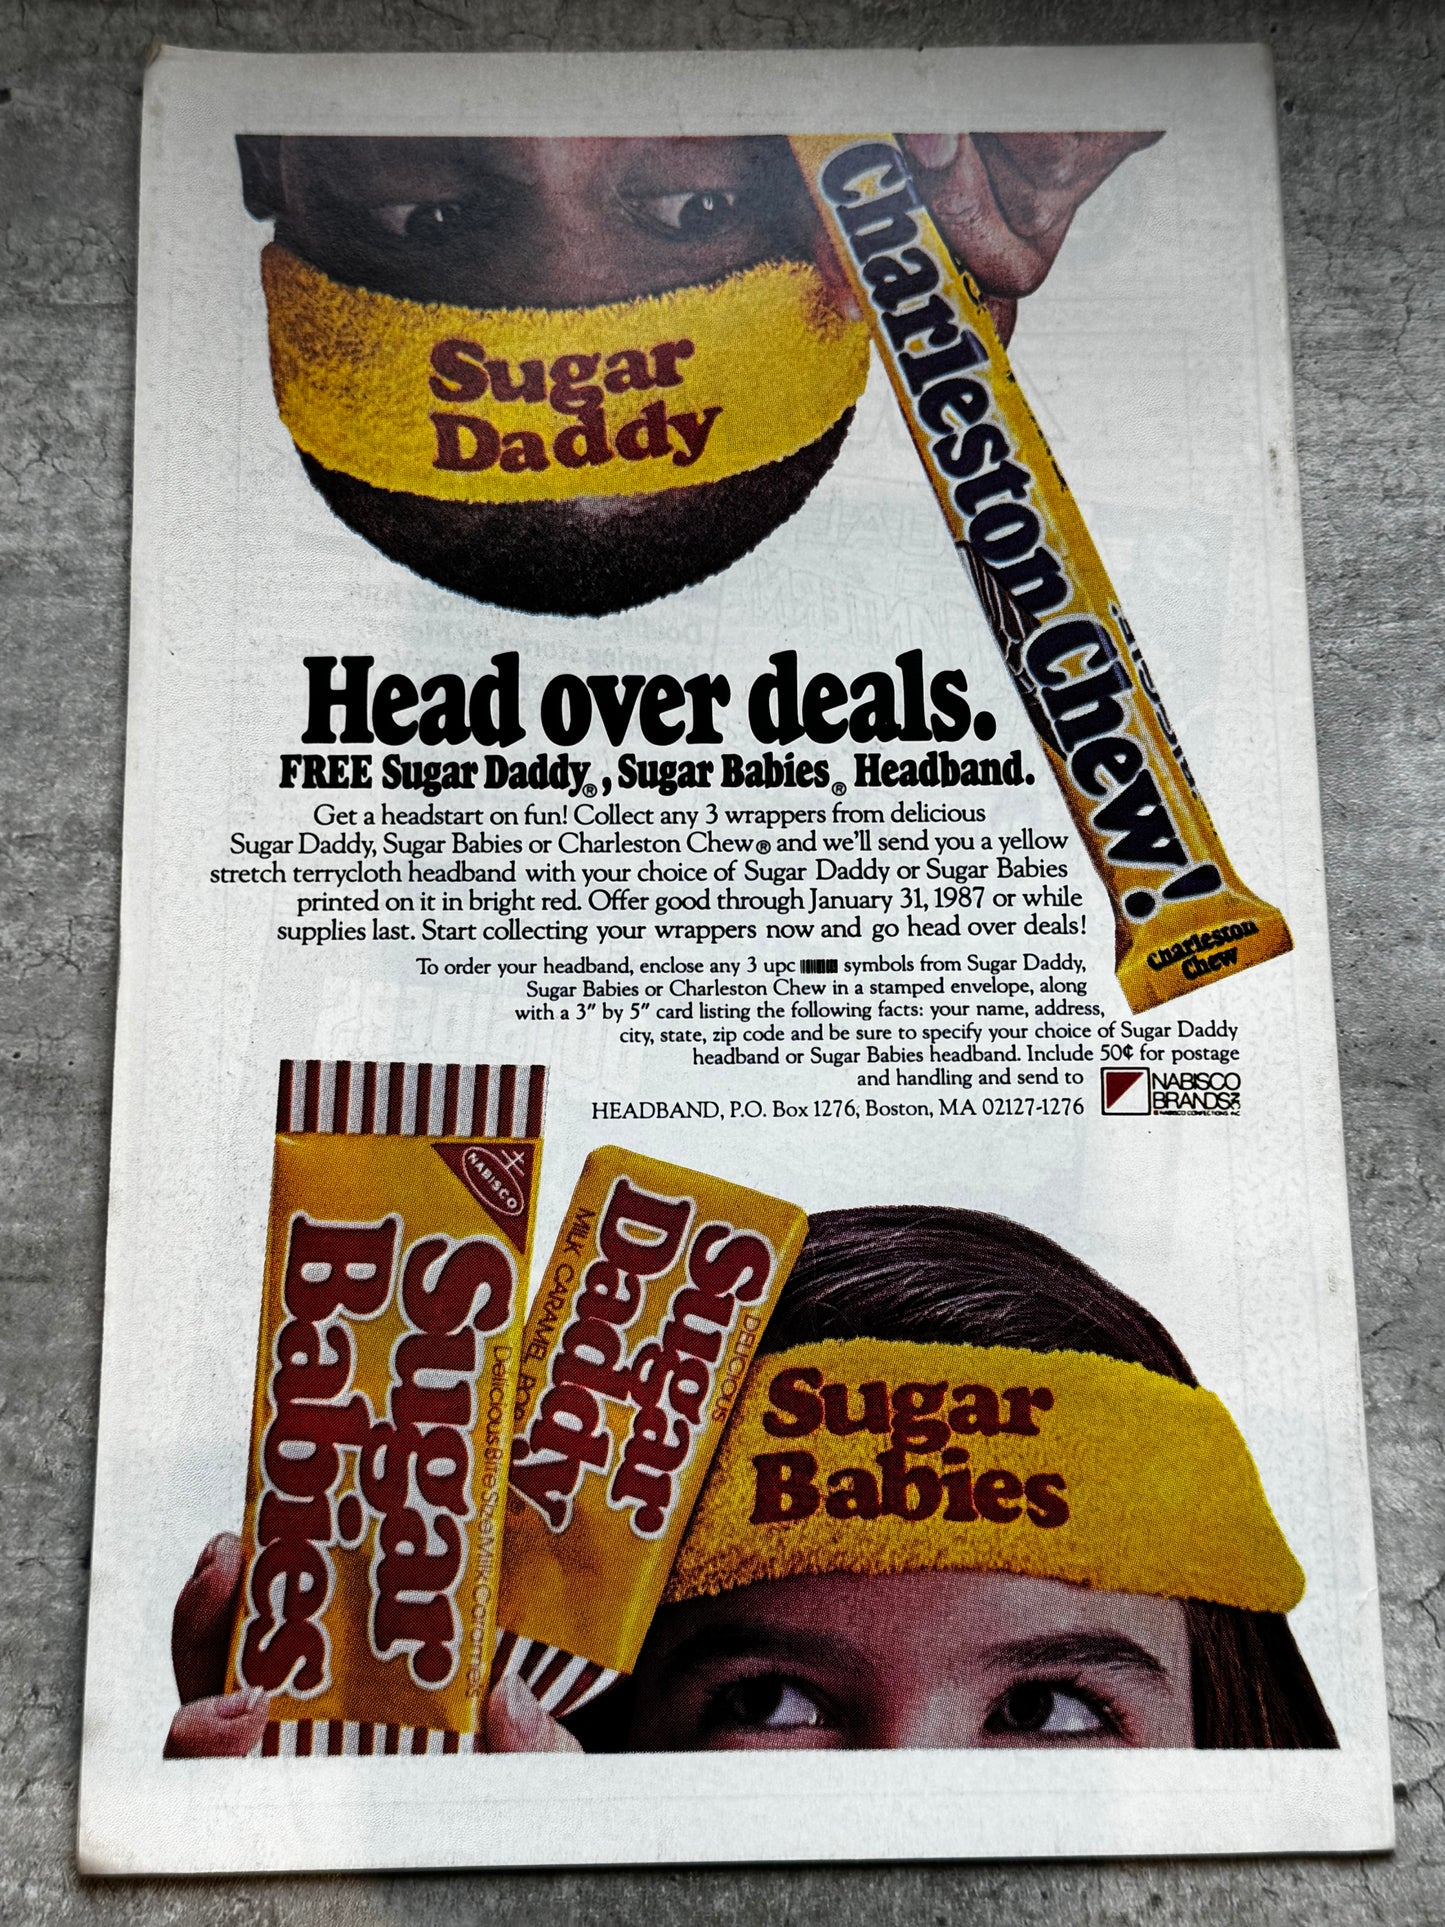 Sugar
Daddy
Charleston Chew!
Charleston
Chew
Head over deals.
FREE Sugar Daddy®, Sugar Babies® Headband.
Get a headstart on fun! Collect any 3 wrappers from delicious
Sugar Daddy, Sugar Babies or Charleston Chew® and we'll send you a yellow
stretch terrycloth headband with your choice of Sugar Daddy or Sugar Babies
printed on it in bright red. Offer good through January 31, 1987 or while
supplies last. Start collecting your wrappers now and go head over deals!
To order your headband, enclose any 3 upc symbols from Sugar Daddy,
Sugar Babies or Charleston Chew in a stamped envelope, along
with a 3" by 5" card listing the following facts: your name, address,
city, state, zip code and be sure to specify your choice of Sugar Daddy
headband or Sugar Babies headband. Include 50¢ for postage
and handling and send to
HEADBAND, P.O. Box 1276, Boston, MA 02127-1276
NABISCO
BRANDS INC
© NABISCO CONFECTIONS, INC
NABISCO
Sugar
Babies
Delicious Bite Size Milk Caramels
DELICIOUS
Sugar
Daddy
MILK CARAMEL POP
Sugar
Babies